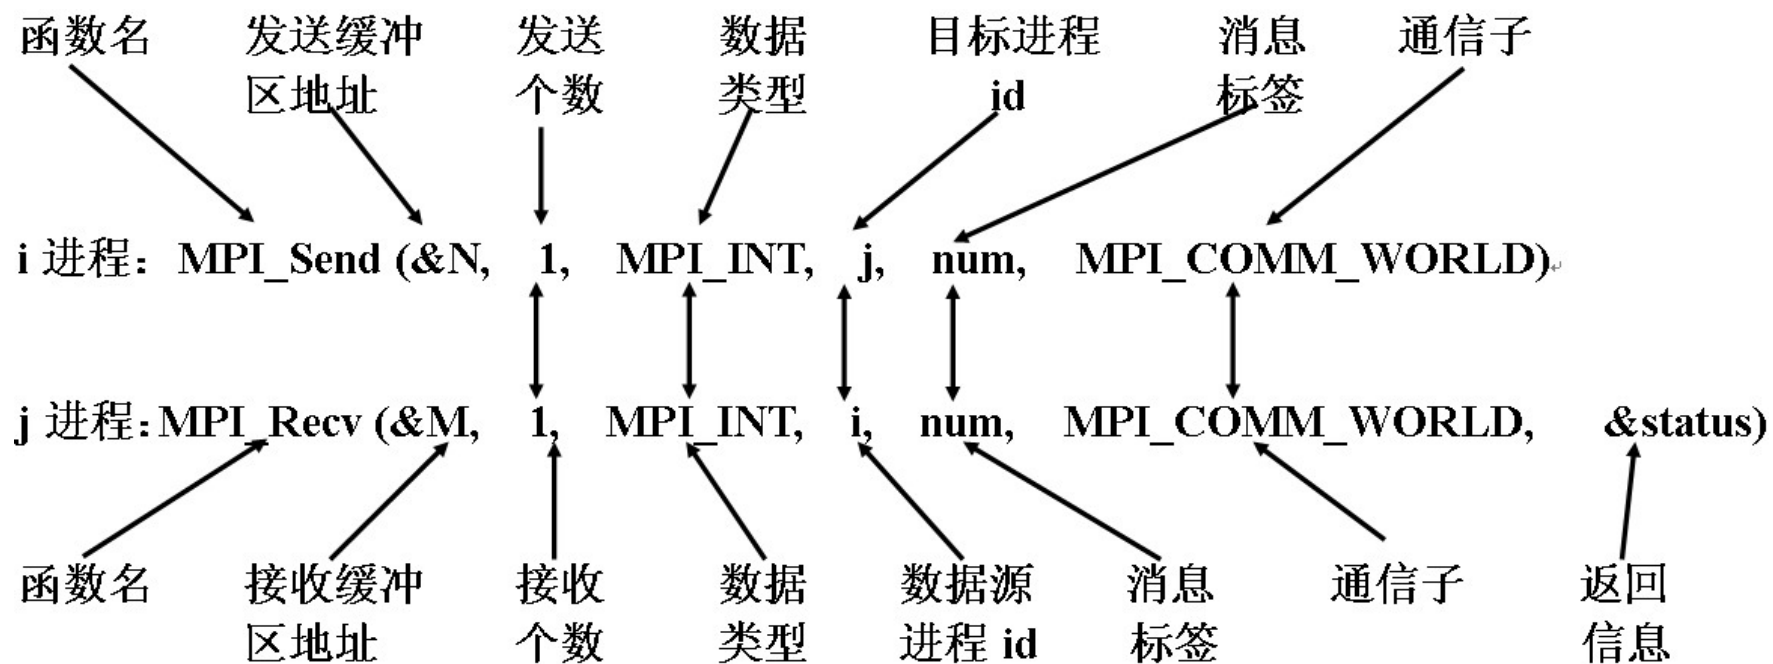 函数名 发送缓冲 发送 数据 目标进程 消息 通信子
区地址 个数 类型 id 标签
i 进程: MPI_Send (&N, 1, MPI_INT, j, num, MPI_COMM_WORLD)↵
j 进程: MPI_Recv (&M, 1, MPI_INT, i, num, MPI_COMM_WORLD, &status)
函数名 接收缓冲 接收 数据 数据源 消息 通信子 返回
区地址 个数 类型 进程 id 标签 信息